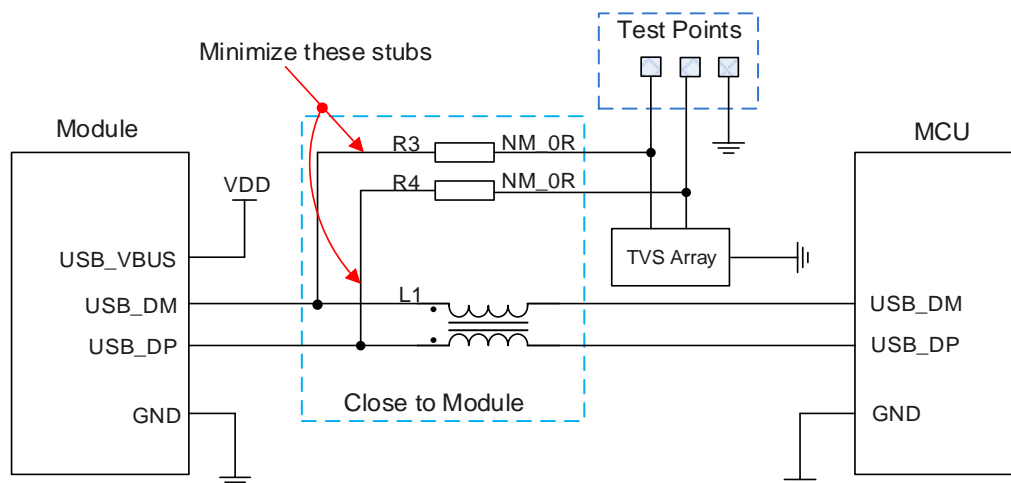 Test Points
Minimize these stubs
Module
MCU
R3 NM_0R
R4 NM_0R
VDD
TVS Array
USB_VBUS
USB_DM
L1
USB_DM
USB_DP
USB_DP
Close to Module
GND
GND